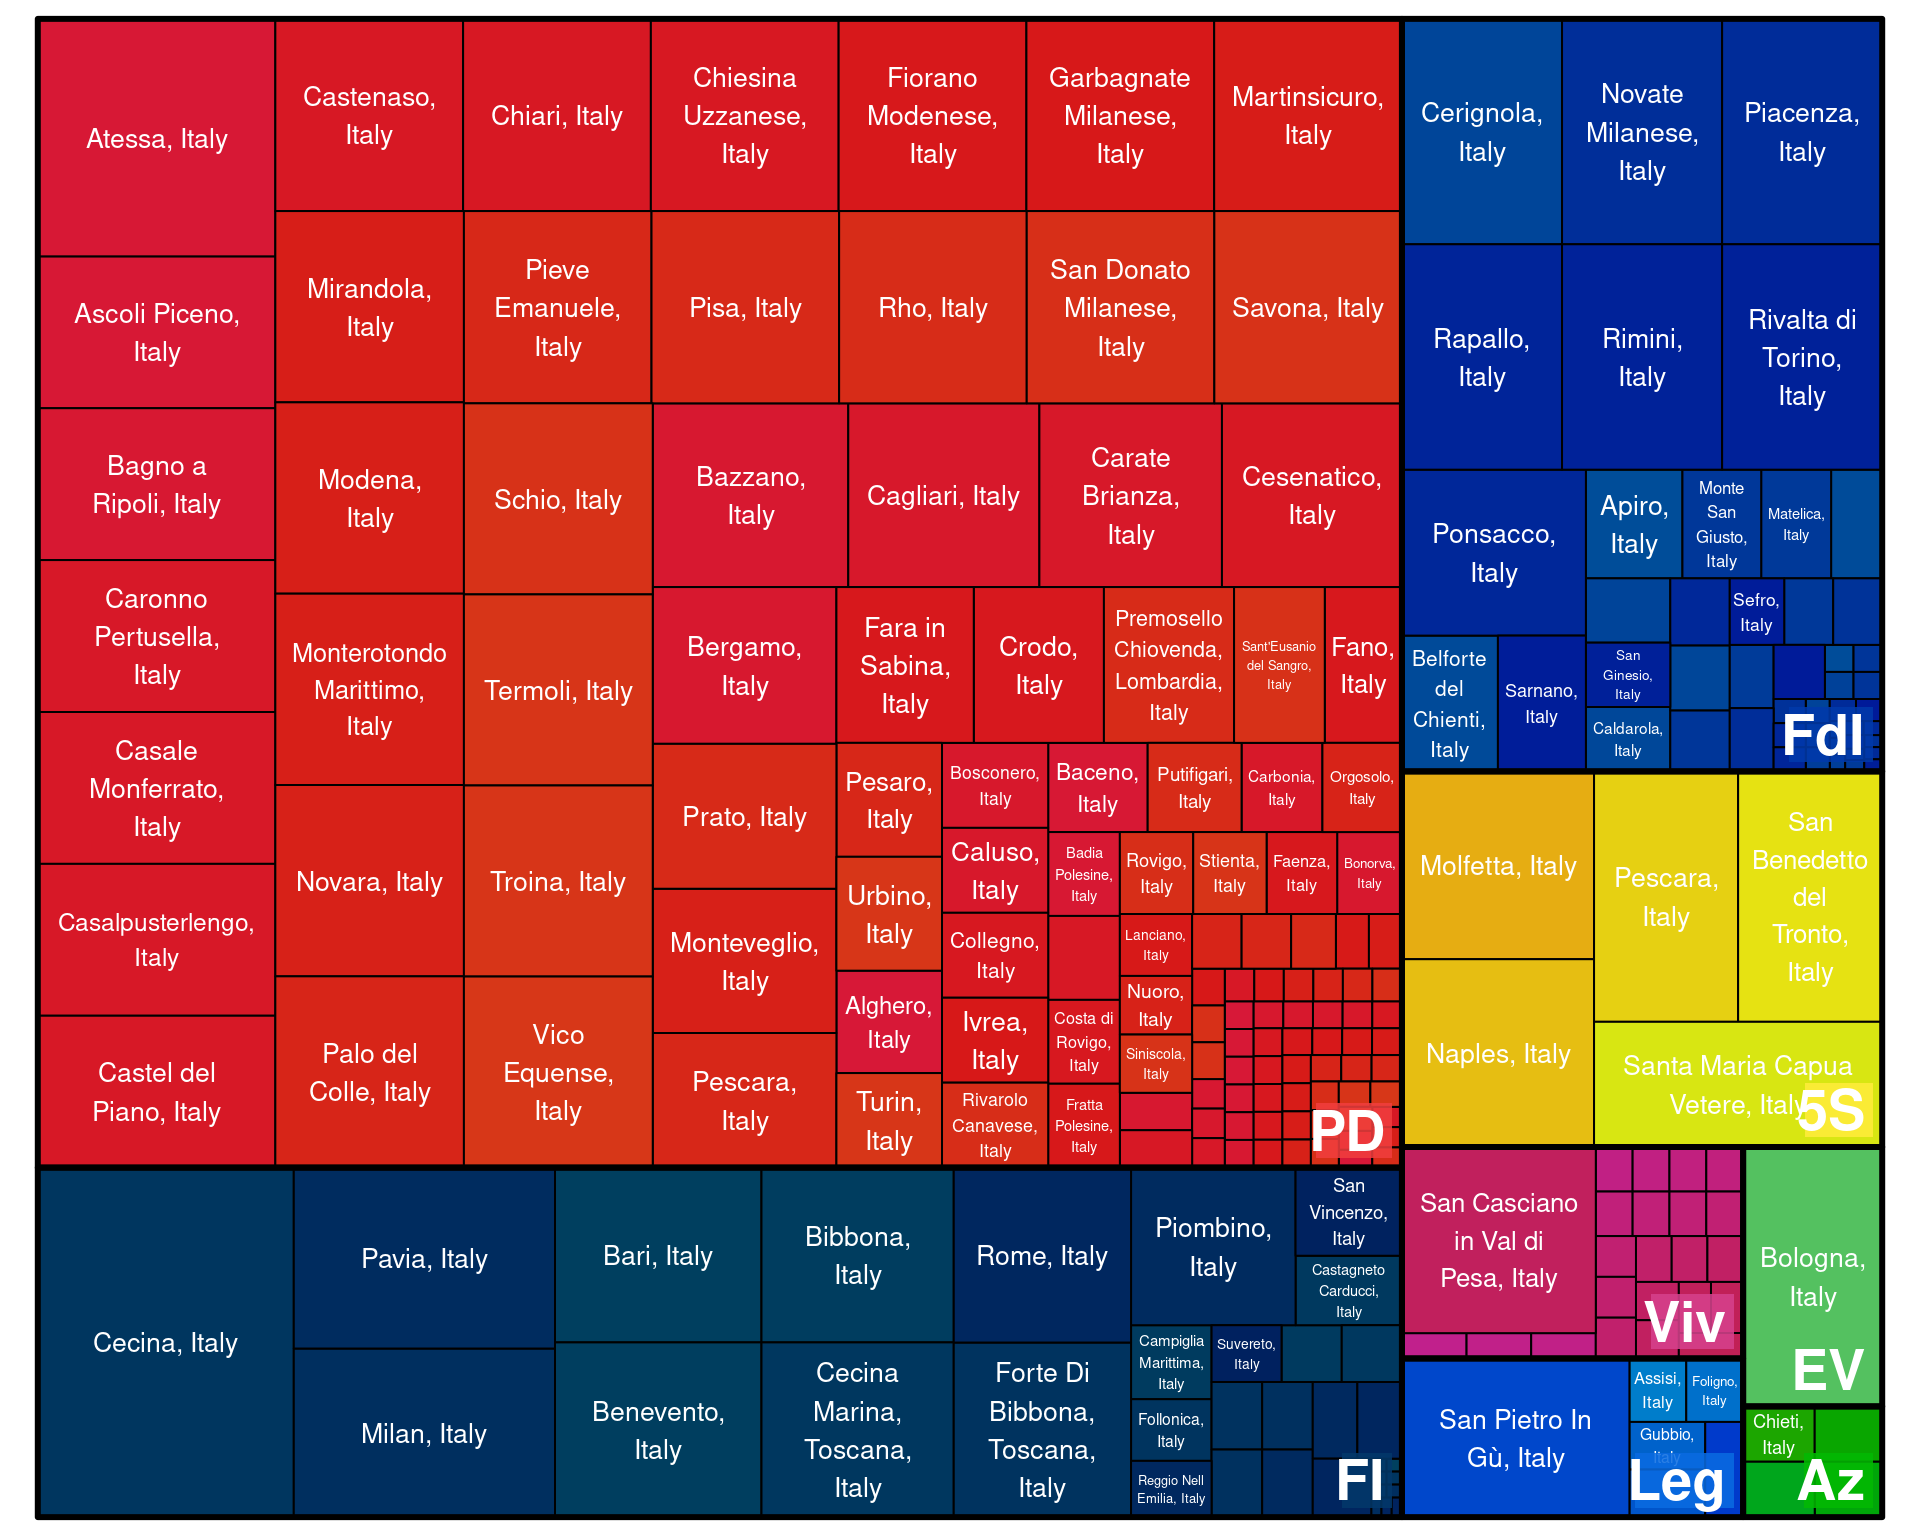 Atessa, Italy
Ascoli Piceno,
Italy
Bagno a
Ripoli, Italy
Caronno
Pertusella,
Italy
Casale
Monferrato,
Italy
Casalpusterlengo,
Italy
Castel del
Piano, Italy
Castenaso,
Italy
Chiari, Italy
Chiesina
Uzzanese,
Italy
Fiorano
Modenese,
Italy
Garbagnate
Milanese,
Italy
Martinsicuro,
Italy
Mirandola,
Italy
Pieve
Emanuele,
Italy
Pisa, Italy
Rho, Italy
San Donato
Milanese,
Italy
Savona, Italy
Modena,
Italy
Schio, Italy
Monterotondo
Marittimo,
Italy
Termoli, Italy
Novara, Italy
Troina, Italy
Palo del
Colle, Italy
Vico
Equense,
Italy
Bazzano,
Italy
Cagliari, Italy
Carate
Brianza,
Italy
Cesenatico,
Italy
Bergamo,
Italy
Prato, Italy
Monteveglio,
Italy
Pescara,
Italy
Fara in
Sabina,
Italy
Crodo,
Italy
Premosello
Chiovenda,
Lombardia,
Italy
Sant'Eusanio
del Sangro,
Italy
Fano,
Italy
Pesaro,
Italy
Urbino,
Italy
Alghero,
Italy
Turin,
Italy
Bosconero,
Italy
Caluso,
Italy
Collegno,
Italy
Ivrea,
Italy
Rivarolo
Canavese,
Italy
Baceno,
Italy
Putifigari,
Italy
Carbonia,
Italy
Orgosolo,
Italy
Badia
Polesine,
Italy
Costa di
Rovigo,
Italy
Fratta
Polesine,
Italy
Rovigo,
Italy
Stienta,
Italy
Faenza,
Italy
Bonorva,
Italy
Lanciano,
Italy
Nuoro,
Italy
Siniscola,
Italy
PD
Cecina, Italy
Pavia, Italy
Milan, Italy
Bari, Italy
Benevento,
Italy
Bibbona,
Italy
Cecina
Marina,
Toscana,
Italy
Rome, Italy
Forte Di
Bibbona,
Toscana,
Italy
Piombino,
Italy
San
Vincenzo,
Italy
Castagneto
Carducci,
Italy
Campiglia
Marittima,
Italy
Suvereto,
Italy
Follonica,
Italy
Reggio Nell
Emilia, Italy
FI
Cerignola,
Italy
Novate
Milanese,
Italy
Piacenza,
Italy
Rapallo,
Italy
Rimini,
Italy
Rivalta di
Torino,
Italy
Ponsacco,
Italy
Belforte
del
Chienti,
Italy
Sarnano,
Italy
Apiro,
Italy
Monte
San
Giusto,
Italy
Matelica,
Italy
Sefro,
Italy
San
Ginesio,
Italy
Caldarola,
Italy
FdI
Molfetta, Italy
Naples, Italy
Pescara,
Italy
San
Benedetto
del
Tronto,
Italy
Santa Maria Capua
Vetere, Italy
5S
San Casciano
in Val di
Pesa, Italy
Viv
Bologna,
Italy
EV
San Pietro In
Gù, Italy
Assisi,
Italy
Foligno,
Italy
Gubbio,
Italy
Leg
Chieti,
Italy
Az